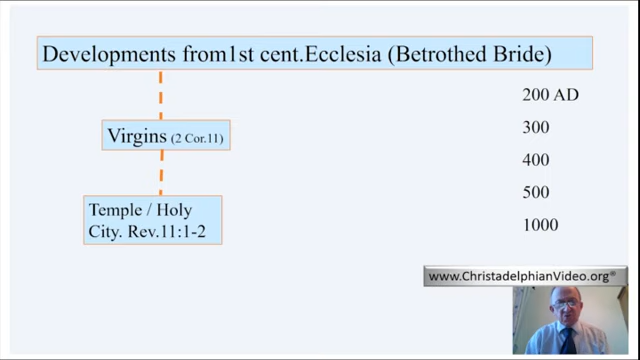 Developments from1st cent.Ecclesia (Betrothed Bride)
200 AD
Virgins (2 Cor.11)
300
400
500
Temple / Holy
City. Rev.11:1-2
1000
www.ChristadelphianVideo.org®